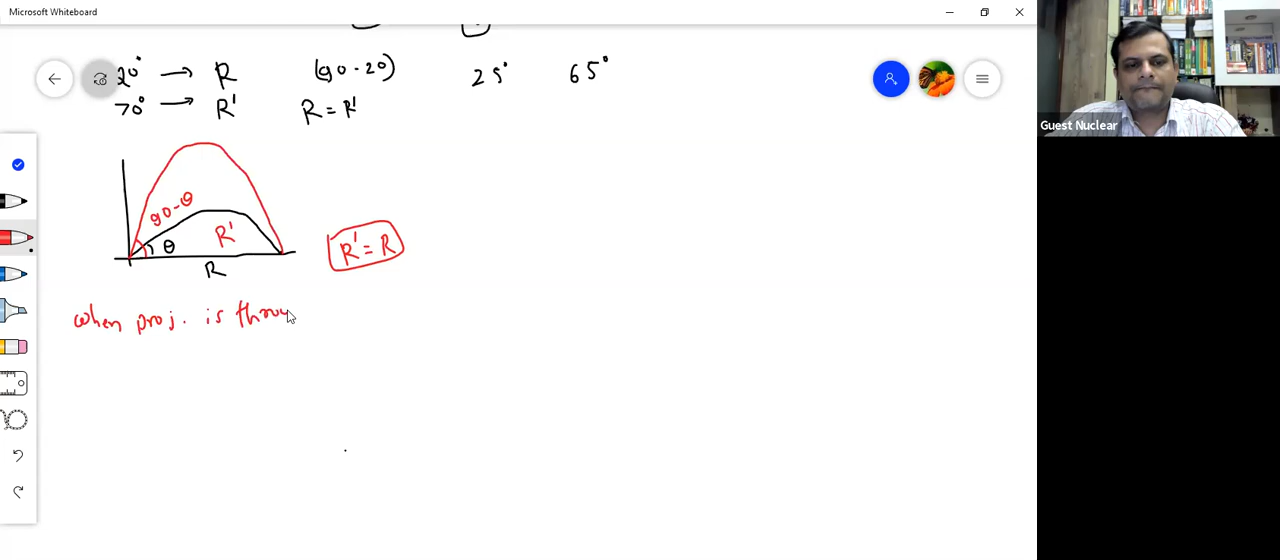 Microsoft Whiteboard
20° → R (90-20) 25° 65°
70° → R' R = R'
90-θ
θ R'
R
R' = R
when proj. is throw
Guest Nuclear